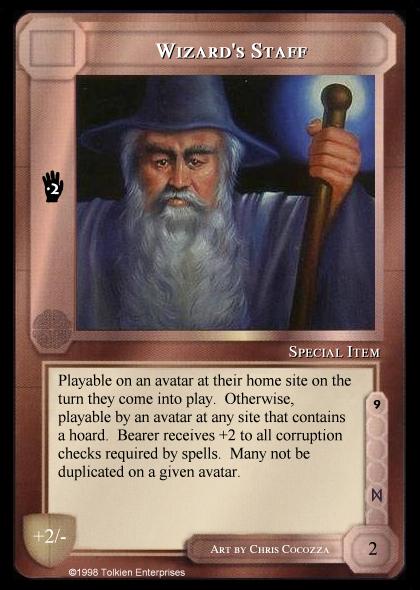 WIZARD'S STAFF
2
SPECIAL ITEM
Playable on an avatar at their home site on the
turn they come into play. Otherwise,
playable by an avatar at any site that contains
a hoard. Bearer receives +2 to all corruption
checks required by spells. Many not be
duplicated on a given avatar.
9
+2/-
ART BY CHRIS COCOZZA
2
©1998 Tolkien Enterprises